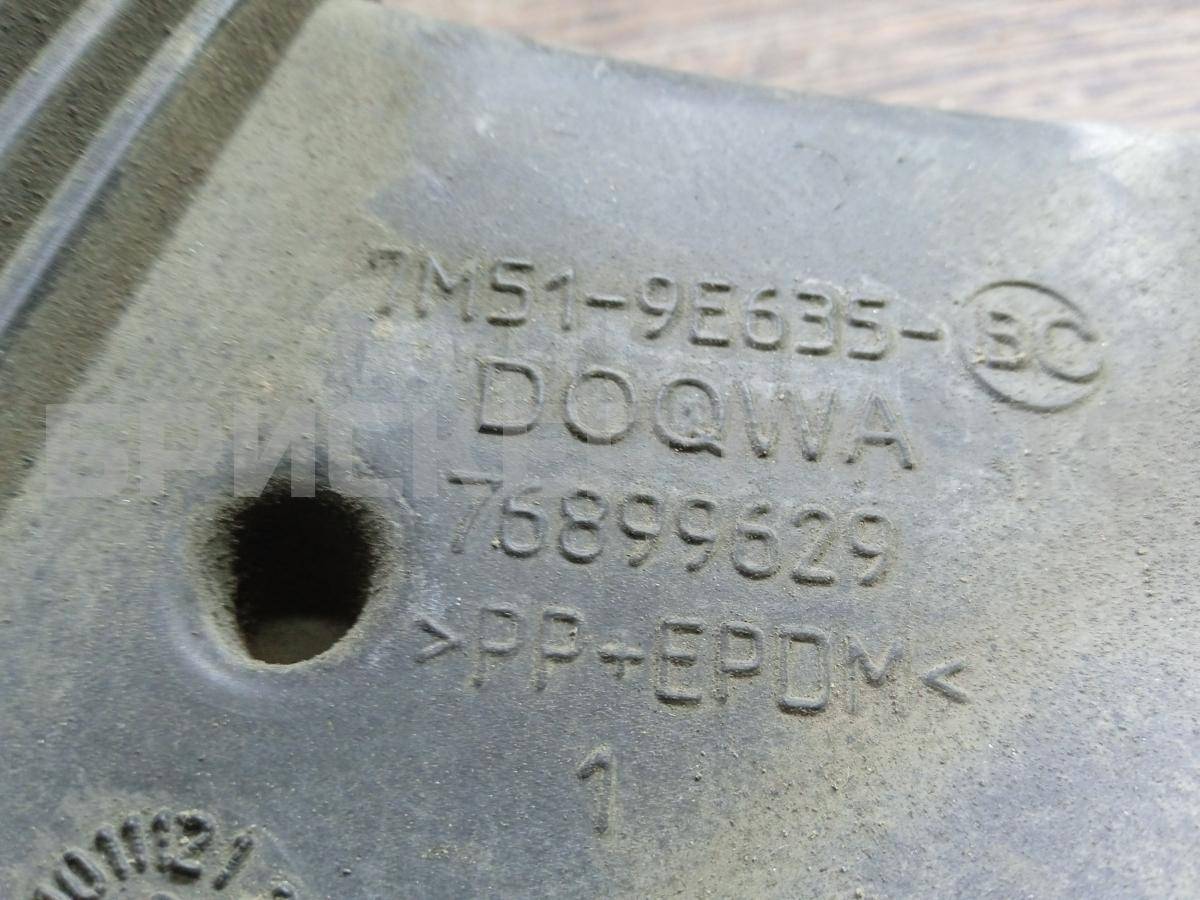 7M51-9E635-BC
DOQWA
76899629
>PP+EPDM<
1